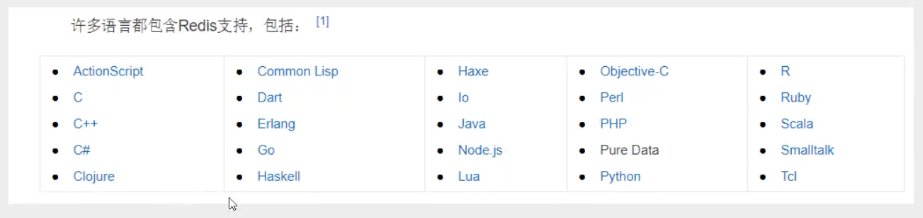 许多语言都包含Redis支持，包括： [1]
ActionScript Common Lisp Haxe Objective-C R
C Dart Io Perl Ruby
C++ Erlang Java PHP Scala
C# Go Node.js Pure Data Smalltalk
Clojure Haskell Lua Python Tcl